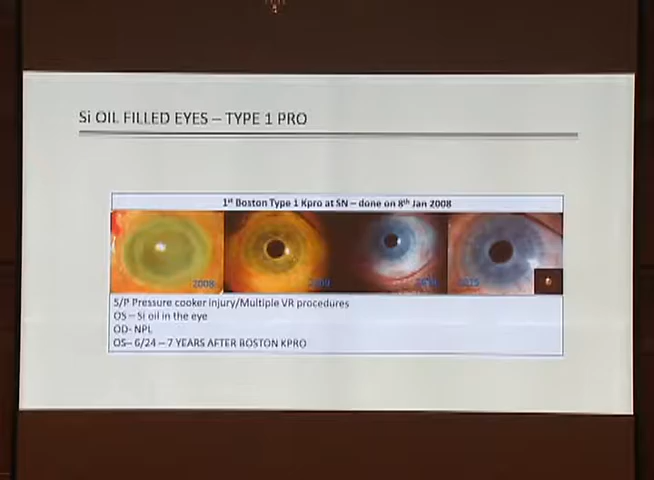 Si OIL FILLED EYES – TYPE 1 PRO
1st Boston Type 1 Kpro at SN – done on 8th Jan 2008
2008
2009
2015
S/P Pressure cooker injury/Multiple VR procedures
OS – Si oil in the eye
OD- NPL
OS– 6/24 – 7 YEARS AFTER BOSTON KPRO